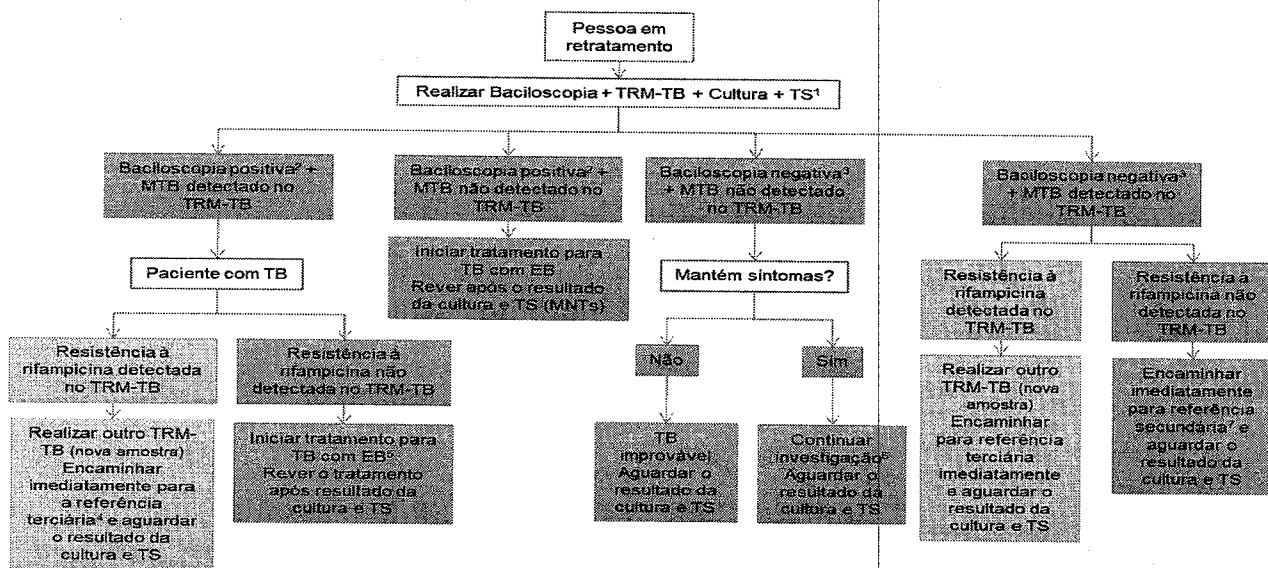 Pessoa em
retratamento
Realizar Baciloscopia + TRM-TB + Cultura + TS¹
Baciloscopia positiva² +
MTB detectado no
TRM-TB
Baciloscopia positiva² +
MTB não detectado no
TRM-TB
Baciloscopia negativa³
+ MTB não detectado
no TRM-TB
Baciloscopia negativa³
+ MTB detectado no
TRM-TB
Paciente com TB
Iniciar tratamento para
TB com EB
Rever após o resultado
da cultura e TS (MNTs)
Mantém sintomas?
Resistência à
rifampicina
detectada no
TRM-TB
Resistência à
rifampicina não
detectada no
TRM-TB
Resistência à
rifampicina detectada
no TRM-TB
Resistência à
rifampicina não
detectada no TRM-TB
Não
Sim
Realizar outro TRM-
TB (nova amostra)
Encaminhar
imediatamente para
a referência
terciária⁴ e aguardar
o resultado da
cultura e TS
Iniciar tratamento para
TB com EB⁵
Rever o tratamento
após resultado da
cultura e TS
TB
improvável
Aguardar o
resultado da
cultura e TS
Continuar
investigação⁶
Aguardar o
resultado da
cultura e TS
Realizar outro
TRM-TB (nova
amostra)
Encaminhar
para referência
terciária
imediatamente
e aguardar o
resultado da
cultura e TS
Encaminhar
imediatamente
para referência
secundária⁷ e
aguardar o
resultado da
cultura e TS